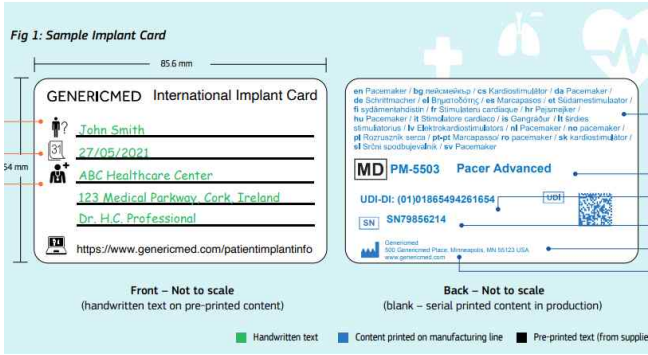 Fig 1: Sample Implant Card
85.6 mm
54 mm
GENERICMED International Implant Card
John Smith
31
27/05/2021
ABC Healthcare Center
123 Medical Parkway, Cork, Ireland
Dr. H.C. Professional
https://www.genericmed.com/patientimplantinfo
Front – Not to scale
(handwritten text on pre-printed content)
en Pacemaker / bg пейсмейкър / cs Kardiostimulátor / da Pacemaker /
de Schrittmacher / el Βηματοδότης / es Marcapasos / et Südamestimulaator /
fi sydämentahdistin / fr Stimulateur cardiaque / hr Pejsmejker /
hu Pacemaker / it Stimolatore cardiaco / is Gangráður / lt širdies
stimuliatorius / lv Elektrokardiostimulators / nl Pacemaker / no pacemaker /
pl Rozrusznik serca / pt-pt Marcapasso/ ro pacemaker / sk kardiostimulátor /
sl Srčni spodbujevalnik / sv Pacemaker
MD PM-5503 Pacer Advanced
UDI-DI: (01)01865494261654 UDI
SN SN79856214
Genericmed
500 Genericmed Place, Minneapolis, MN 55123 USA
www.genericmed.com
Back – Not to scale
(blank – serial printed content in production)
Handwritten text
Content printed on manufacturing line
Pre-printed text (from supplie